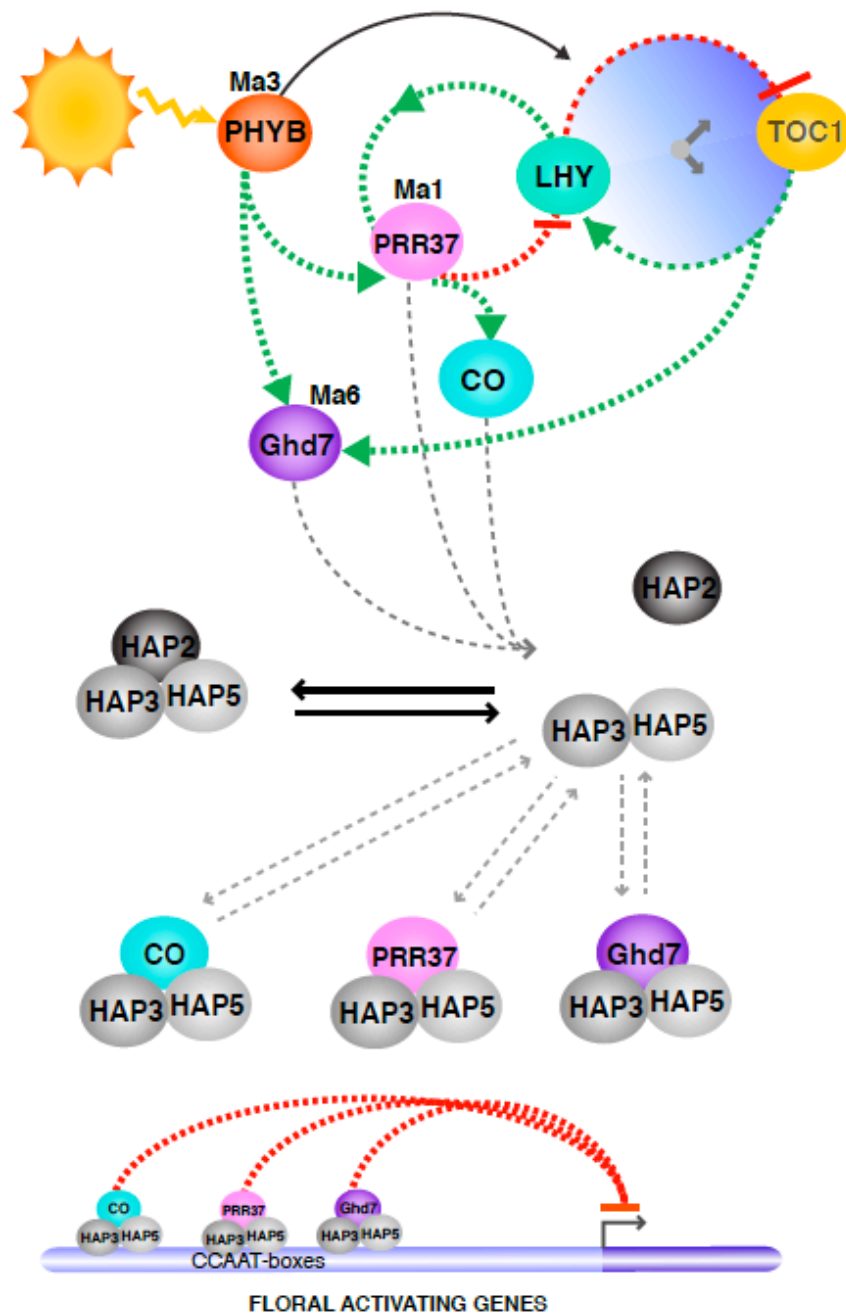 Ma3
PHYB
TOC1
LHY
Ma1
PRR37
CO
Ma6
Ghd7
HAP2
HAP2
HAP3
HAP5
HAP3
HAP5
CO
HAP3
HAP5
PRR37
HAP3
HAP5
Ghd7
HAP3
HAP5
CO
HAP3
HAP5
PRR37
HAP3
HAP5
Ghd7
HAP3
HAP5
CCAAT-boxes
FLORAL ACTIVATING GENES